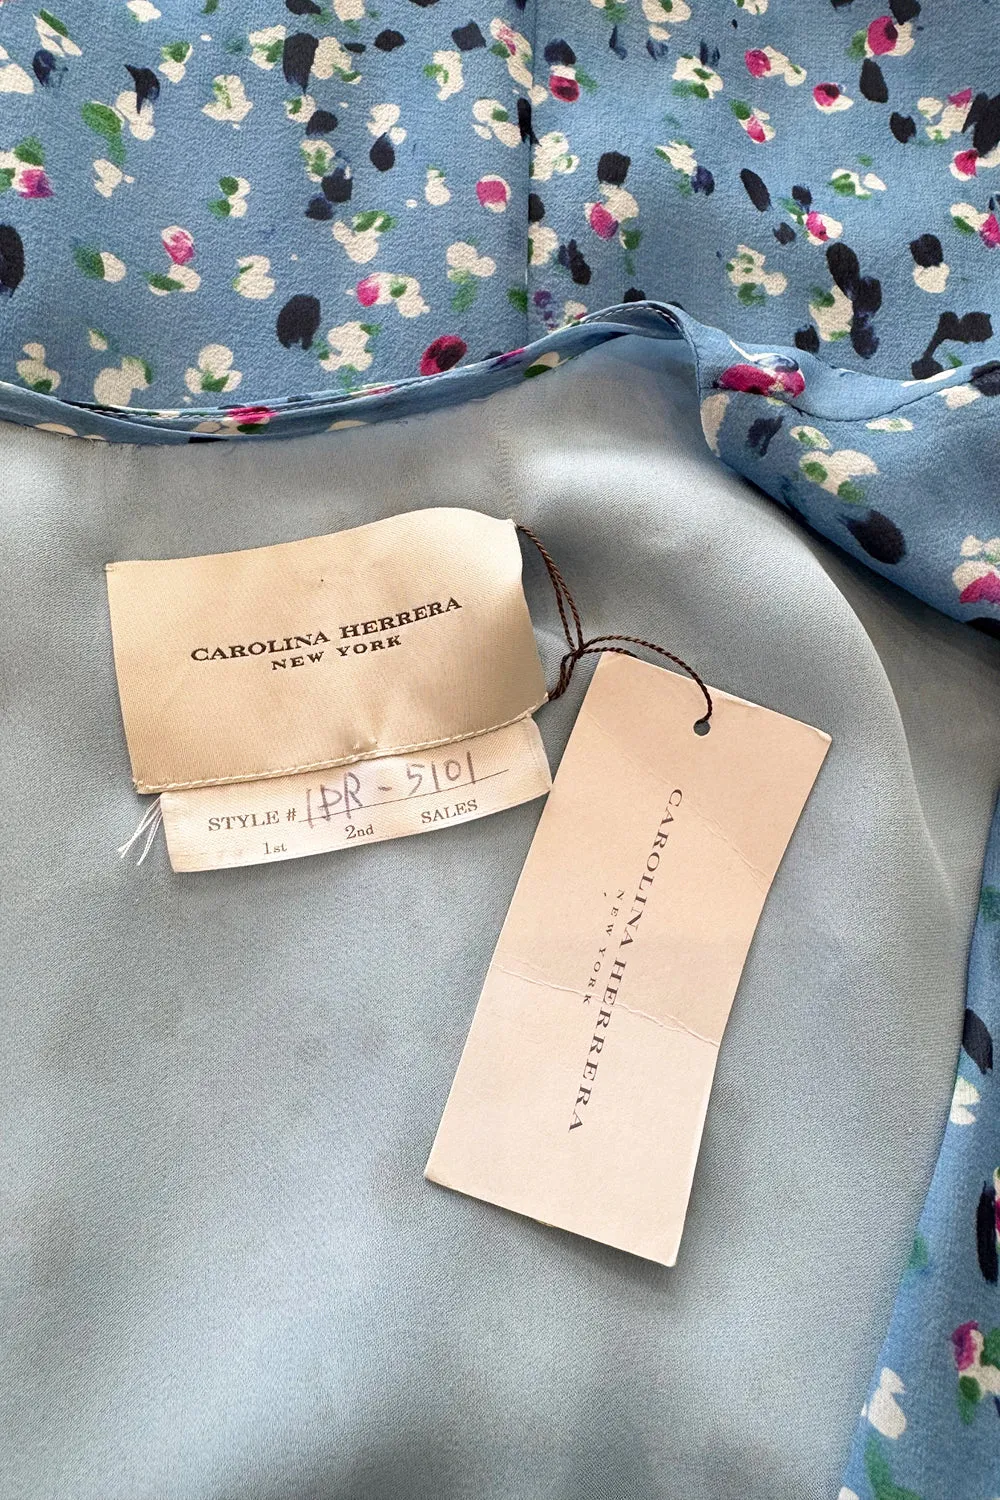 CAROLINA HERRERA
NEW YORK
STYLE # 1PR - 5101
1st 2nd SALES
CAROLINA HERRERA
NEW YORK